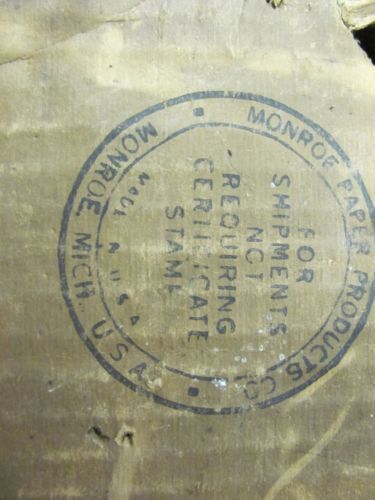 MONROE PAPER PRODUCTS CO.
FOR
SHIPMENTS
NOT
REQUIRING
CERTIFICATE
STAMP
U S A
MONROE, MICH. U.S.A.